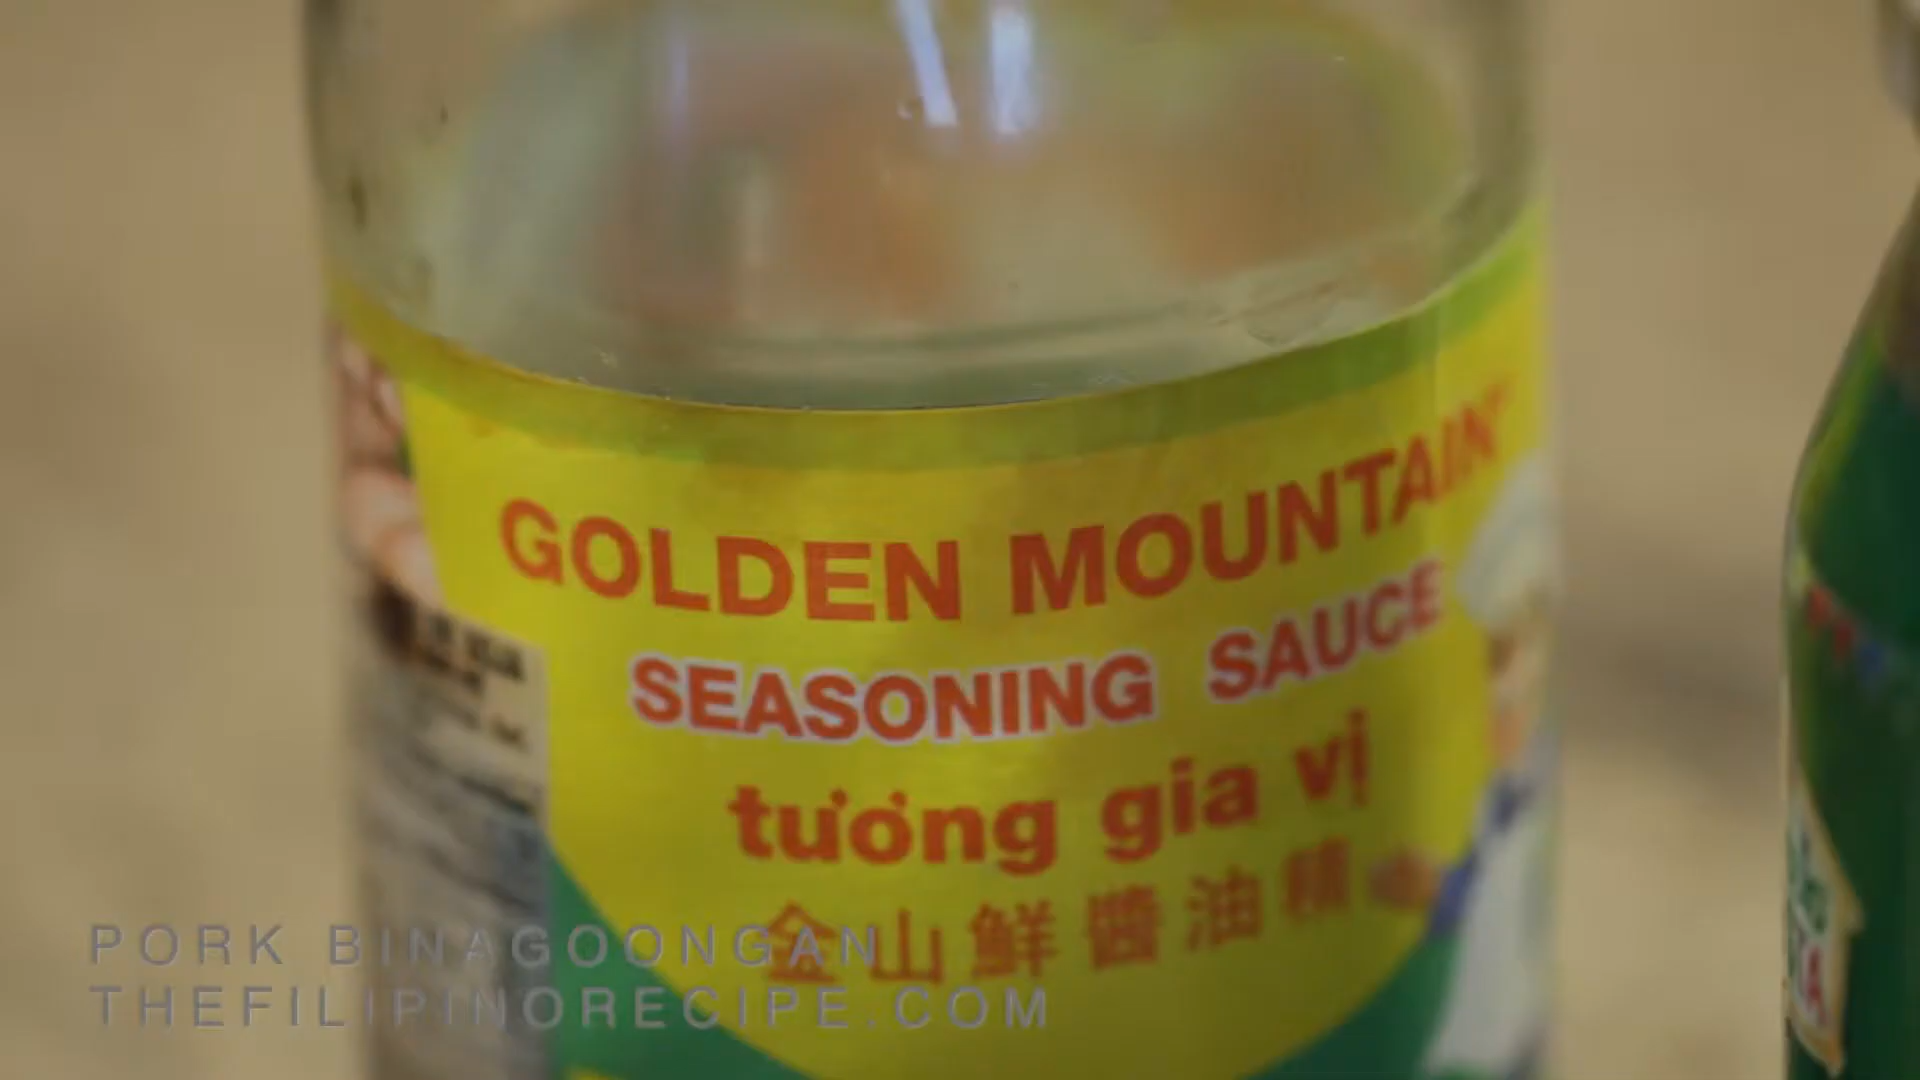 GOLDEN MOUNTAIN
SEASONING SAUCE
tương gia vị
金山鮮醬油精
PORK BINAGOONGAN
THEFILIPINORECIPE.COM